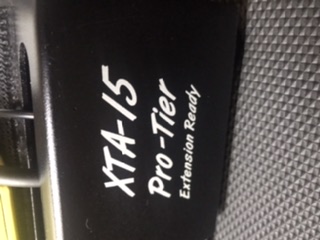 XTA-15
Pro-Tier
Extension Ready